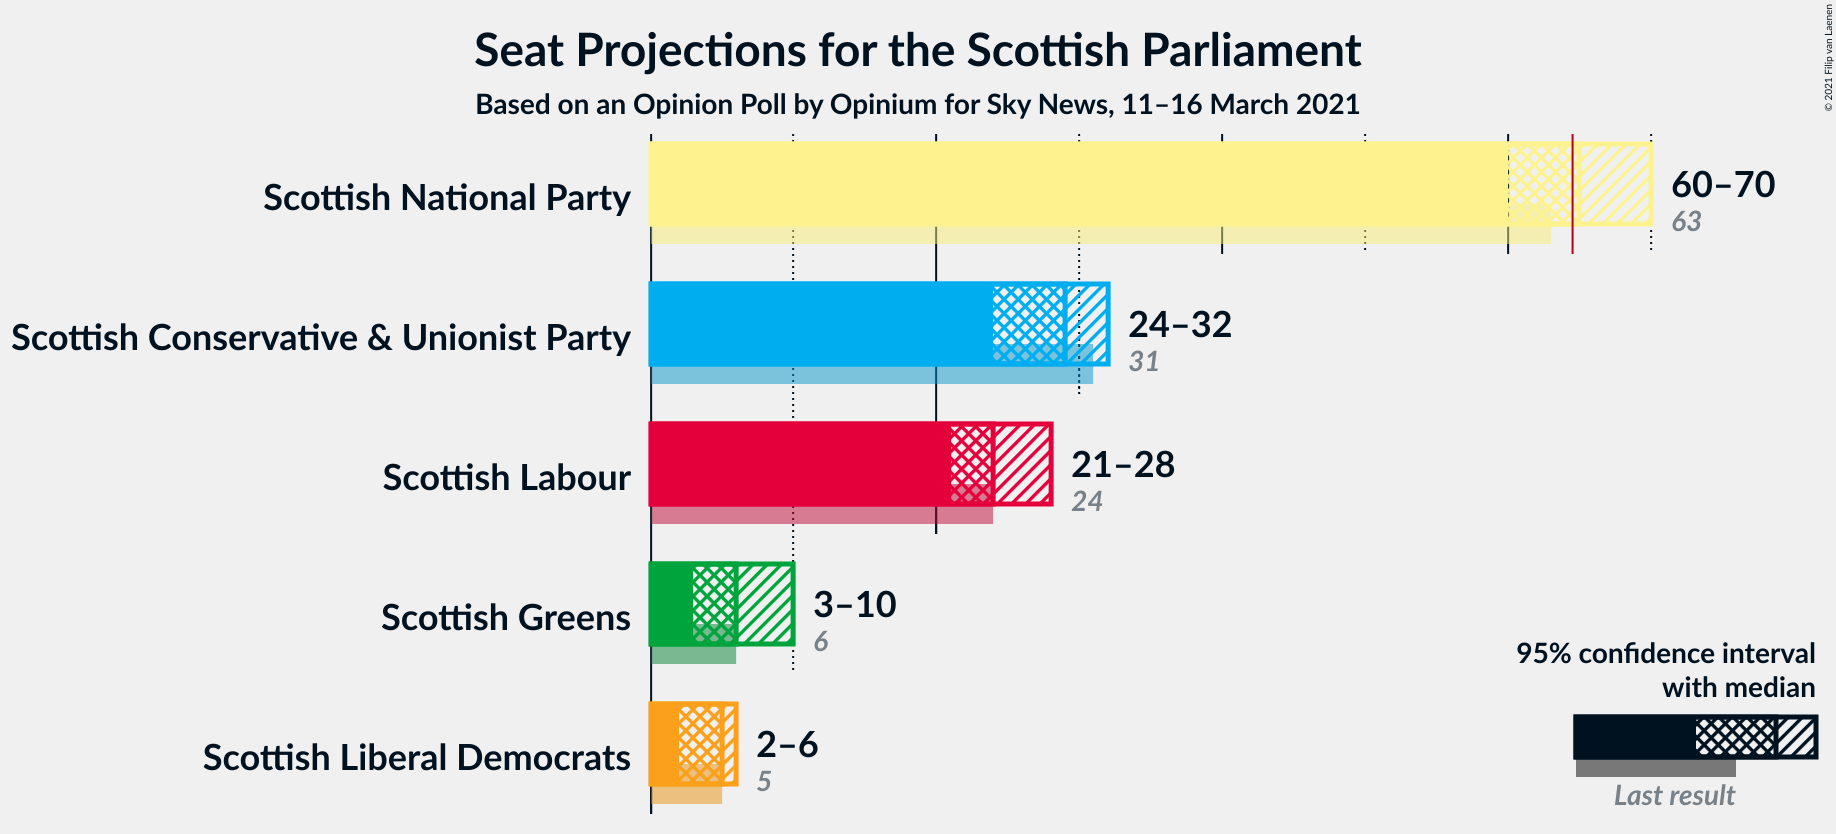 Seat Projections for the Scottish Parliament
Based on an Opinion Poll by Opinium for Sky News, 11–16 March 2021
© 2021 Filip van Laenen
Scottish National Party
60–70
63
Scottish Conservative & Unionist Party
24–32
31
Scottish Labour
21–28
24
Scottish Greens
3–10
6
Scottish Liberal Democrats
2–6
5
95% confidence interval
with median
Last result